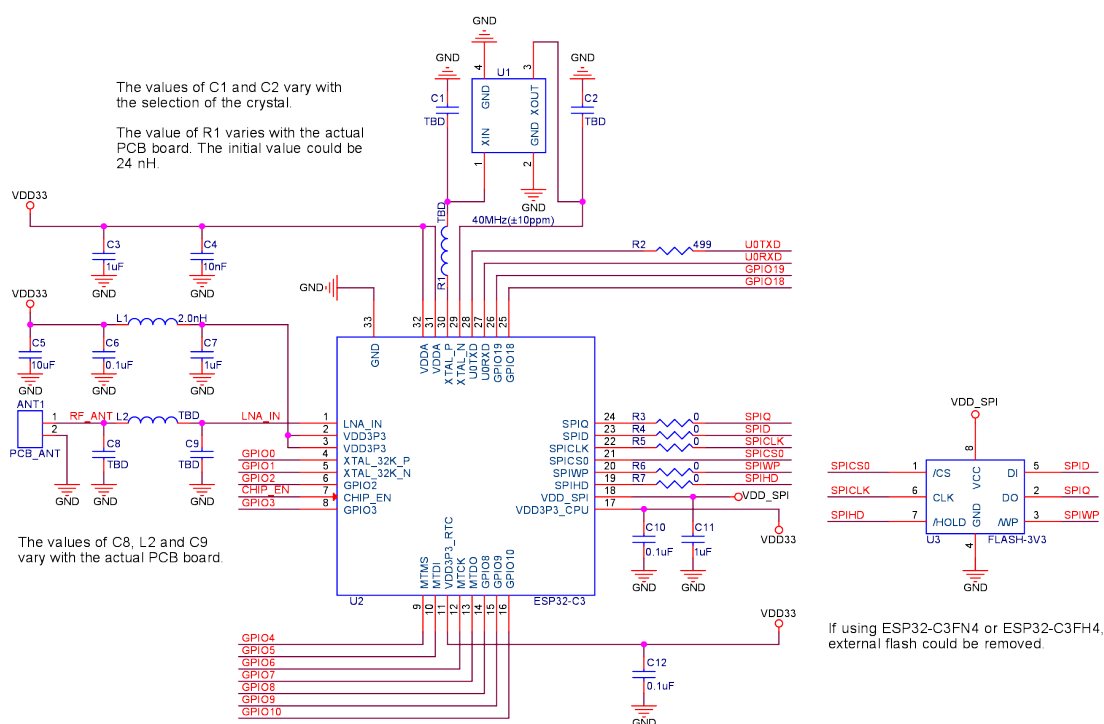 GND
GND
GND
U1
4
3
GND
XOUT
XIN
GND
1
2
GND
C1
TBD
C2
TBD
The values of C1 and C2 vary with
the selection of the crystal.
The value of R1 varies with the actual
PCB board. The initial value could be
24 nH.
VDD33
C3
1uF
GND
C4
10nF
GND
TBD
R1
40MHz(±10ppm)
R2
499
U0TXD
U0RXD
GPIO19
GPIO18
GND
VDD33
L1
2.0nH
C5
10uF
GND
C6
0.1uF
GND
C7
1uF
GND
33
32
31
30
29
28
27
26
25
GND
VDDA
VDDA
XTAL_P
XTAL_N
U0TXD
U0RXD
GPIO19
GPIO18
ANT1
1
2
PCB_ANT
RF_ANT
L2
TBD
LNA_IN
C8
TBD
GND
C9
TBD
GND
GND
GPIO0
GPIO1
GPIO2
CHIP_EN
GPIO3
1
2
3
4
5
6
7
8
LNA_IN
VDD3P3
VDD3P3
XTAL_32K_P
XTAL_32K_N
GPIO2
CHIP_EN
GPIO3
SPIQ
SPID
SPICLK
SPICS0
SPIWP
SPIHD
VDD_SPI
VDD3P3_CPU
24
23
22
21
20
19
18
17
R3
0
SPIQ
R4
0
SPID
R5
0
SPICLK
SPICS0
R6
0
SPIWP
R7
0
SPIHD
VDD_SPI
C10
0.1uF
GND
C11
1uF
GND
VDD33
VDD_SPI
8
SPICS0
1
/CS
VCC
DI
5
SPID
SPICLK
6
CLK
DO
2
SPIQ
SPIHD
7
/HOLD
GND
/WP
3
SPIWP
U3
4
FLASH-3V3
GND
The values of C8, L2 and C9
vary with the actual PCB board.
MTMS
MTDI
VDD3P3_RTC
MTCK
MTDO
GPIO8
GPIO9
GPIO10
U2
ESP32-C3
9
10
11
12
13
14
15
16
GPIO4
GPIO5
GPIO6
GPIO7
GPIO8
GPIO9
GPIO10
VDD33
C12
0.1uF
GND
If using ESP32-C3FN4 or ESP32-C3FH4,
external flash could be removed.